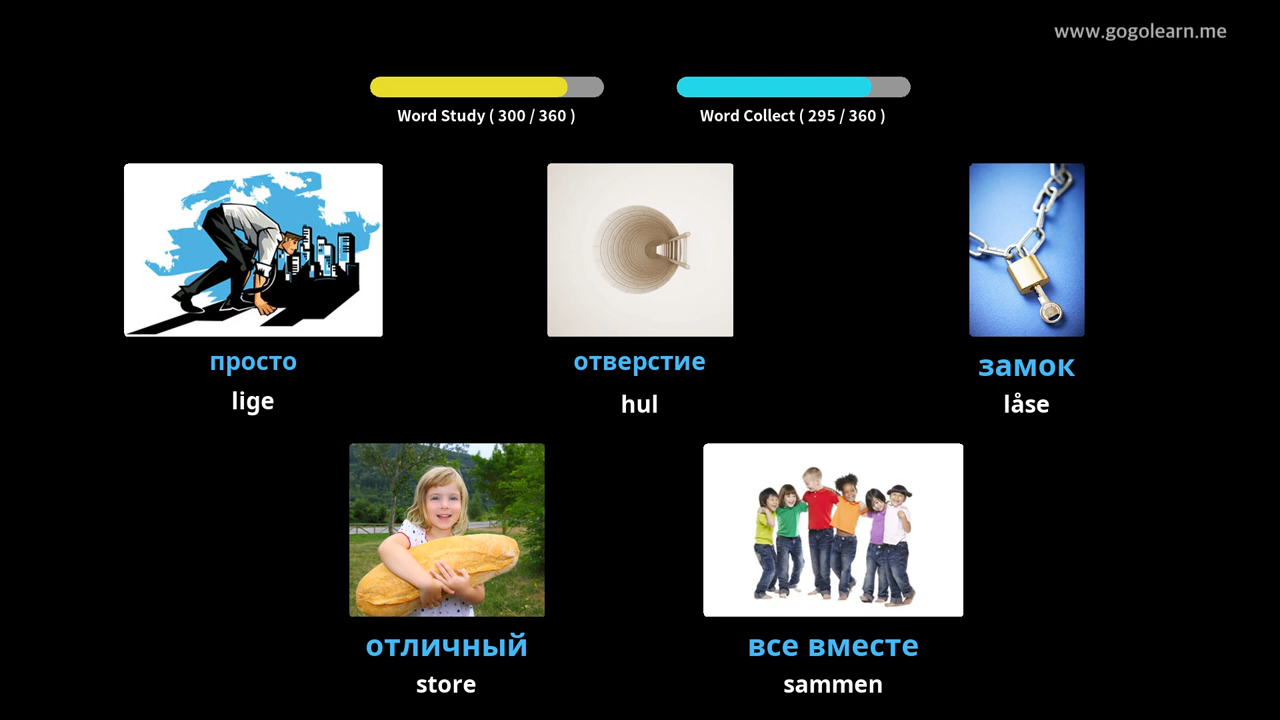 www.gogolearn.me
Word Study ( 300 / 360 )
Word Collect ( 295 / 360 )
просто
lige
отверстие
hul
замок
låse
отличный
store
все вместе
sammen